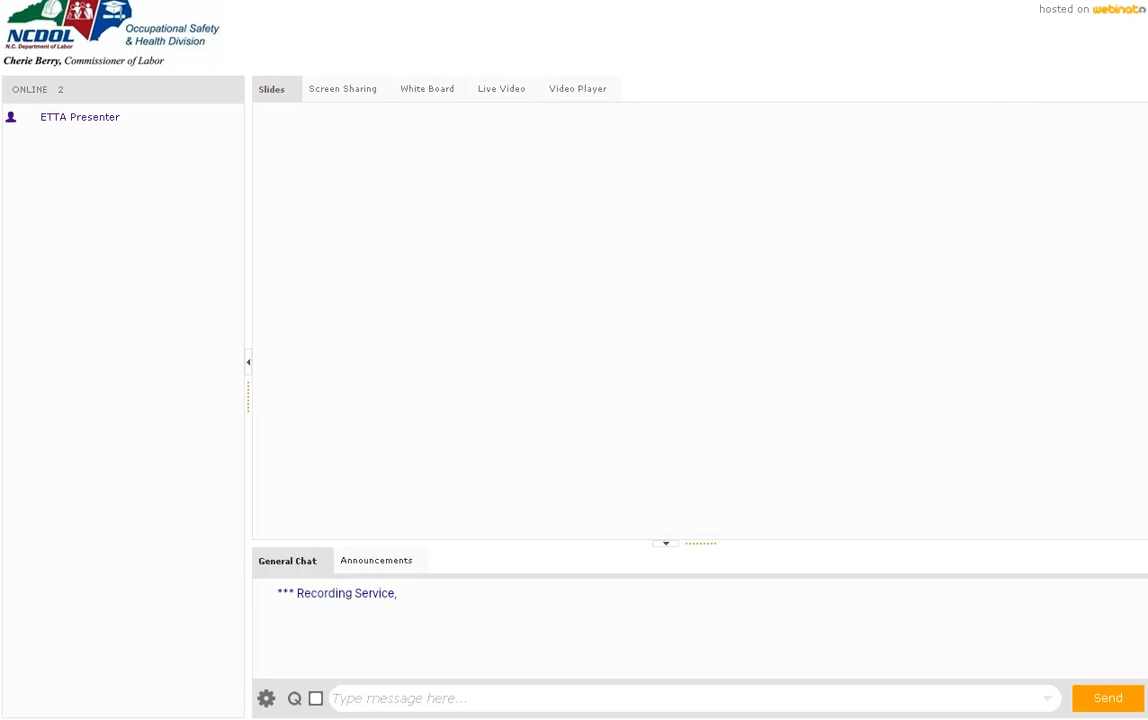 NCDOL
N.C. Department of Labor
Occupational Safety
& Health Division
Cherie Berry, Commissioner of Labor
hosted on webinato
ONLINE 2
ETTA Presenter
Slides Screen Sharing White Board Live Video Video Player
General Chat Announcements
*** Recording Service,
Q Type message here... Send